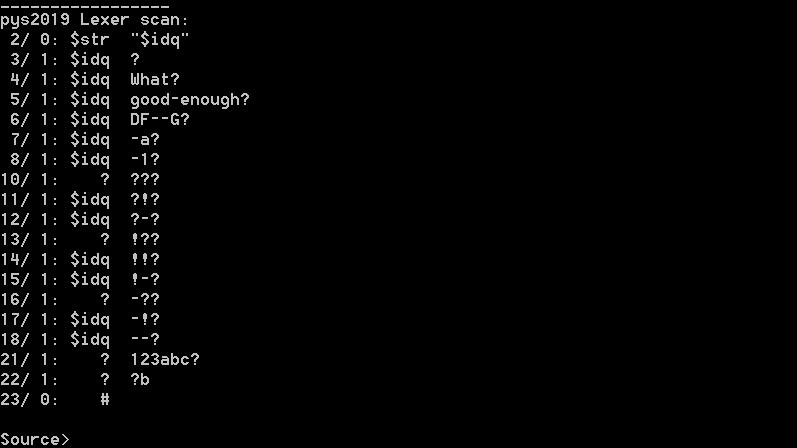 pys2019 Lexer scan:
2/ 0: $str "$idq"
3/ 1: $idq ?
4/ 1: $idq What?
5/ 1: $idq good-enough?
6/ 1: $idq DF--G?
7/ 1: $idq -a?
8/ 1: $idq -1?
10/ 1: ? ???
11/ 1: $idq ?!?
12/ 1: $idq ?-?
13/ 1: ? !??
14/ 1: $idq !!?
15/ 1: $idq !-?
16/ 1: ? -??
17/ 1: $idq -!?
18/ 1: $idq --?
21/ 1: ? 123abc?
22/ 1: ? ?b
23/ 0: #
Source>